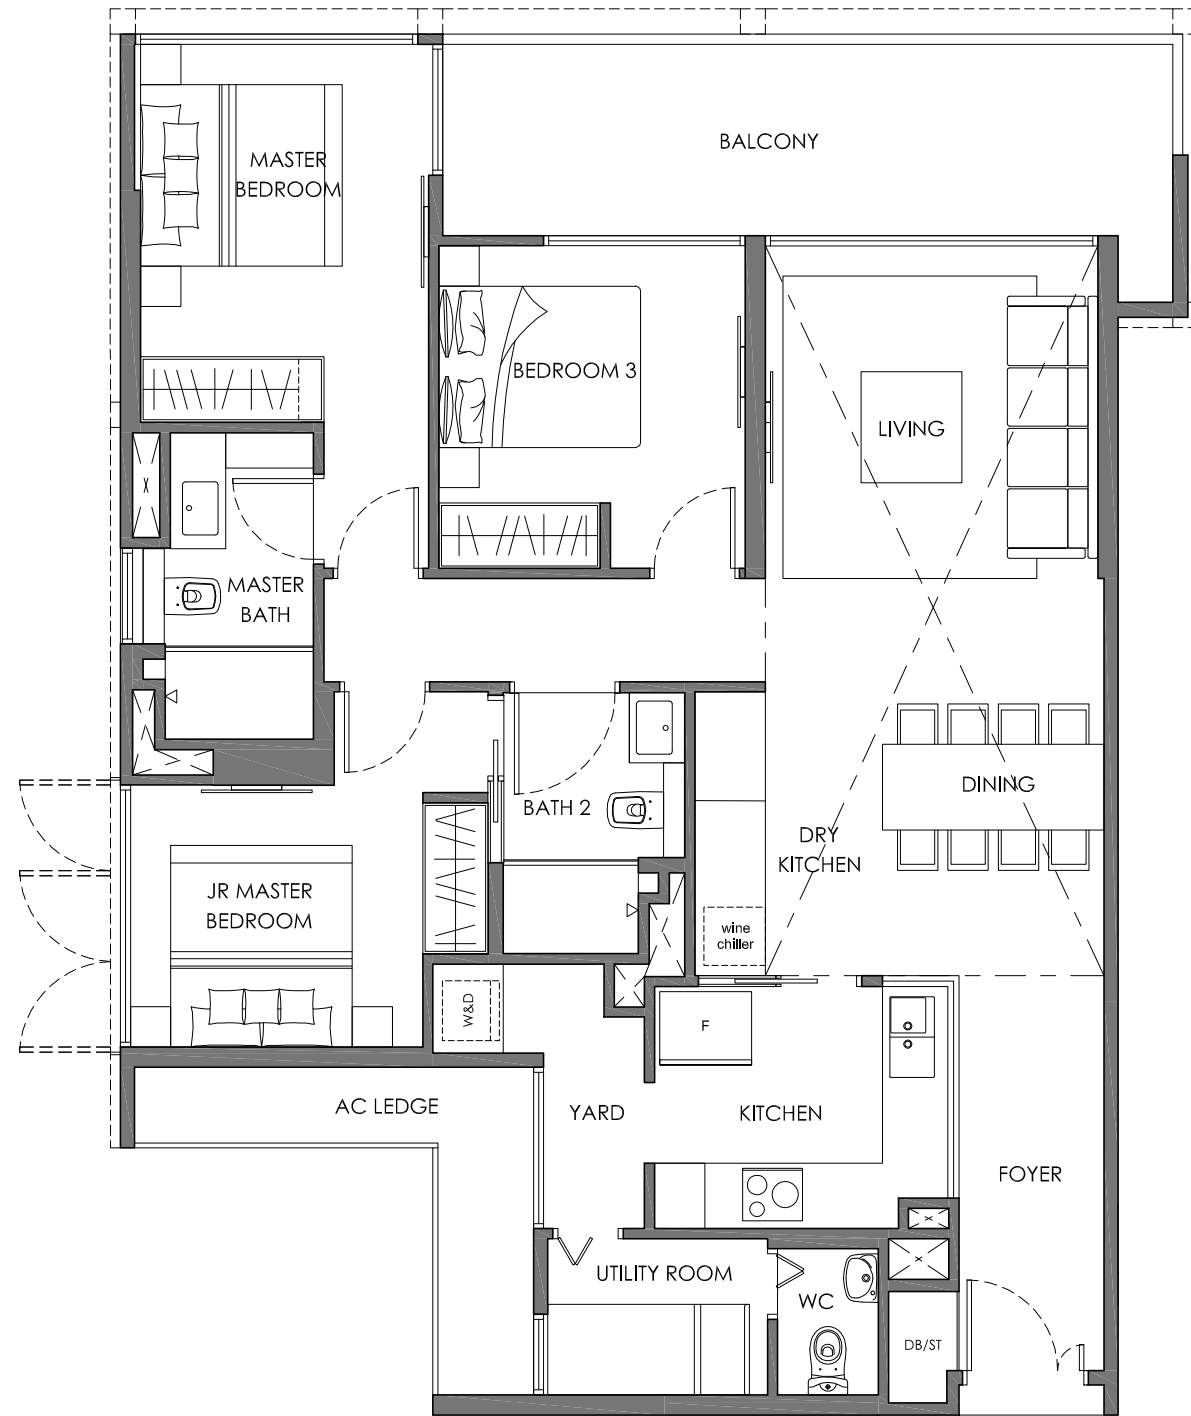 BALCONY
MASTER
BEDROOM
BEDROOM 3
LIVING
MASTER
BATH
DINING
BATH 2
DRY
KITCHEN
JR MASTER
BEDROOM
wine
chiller
W&D
F
AC LEDGE
YARD
KITCHEN
FOYER
UTILITY ROOM
WC
DB/ST